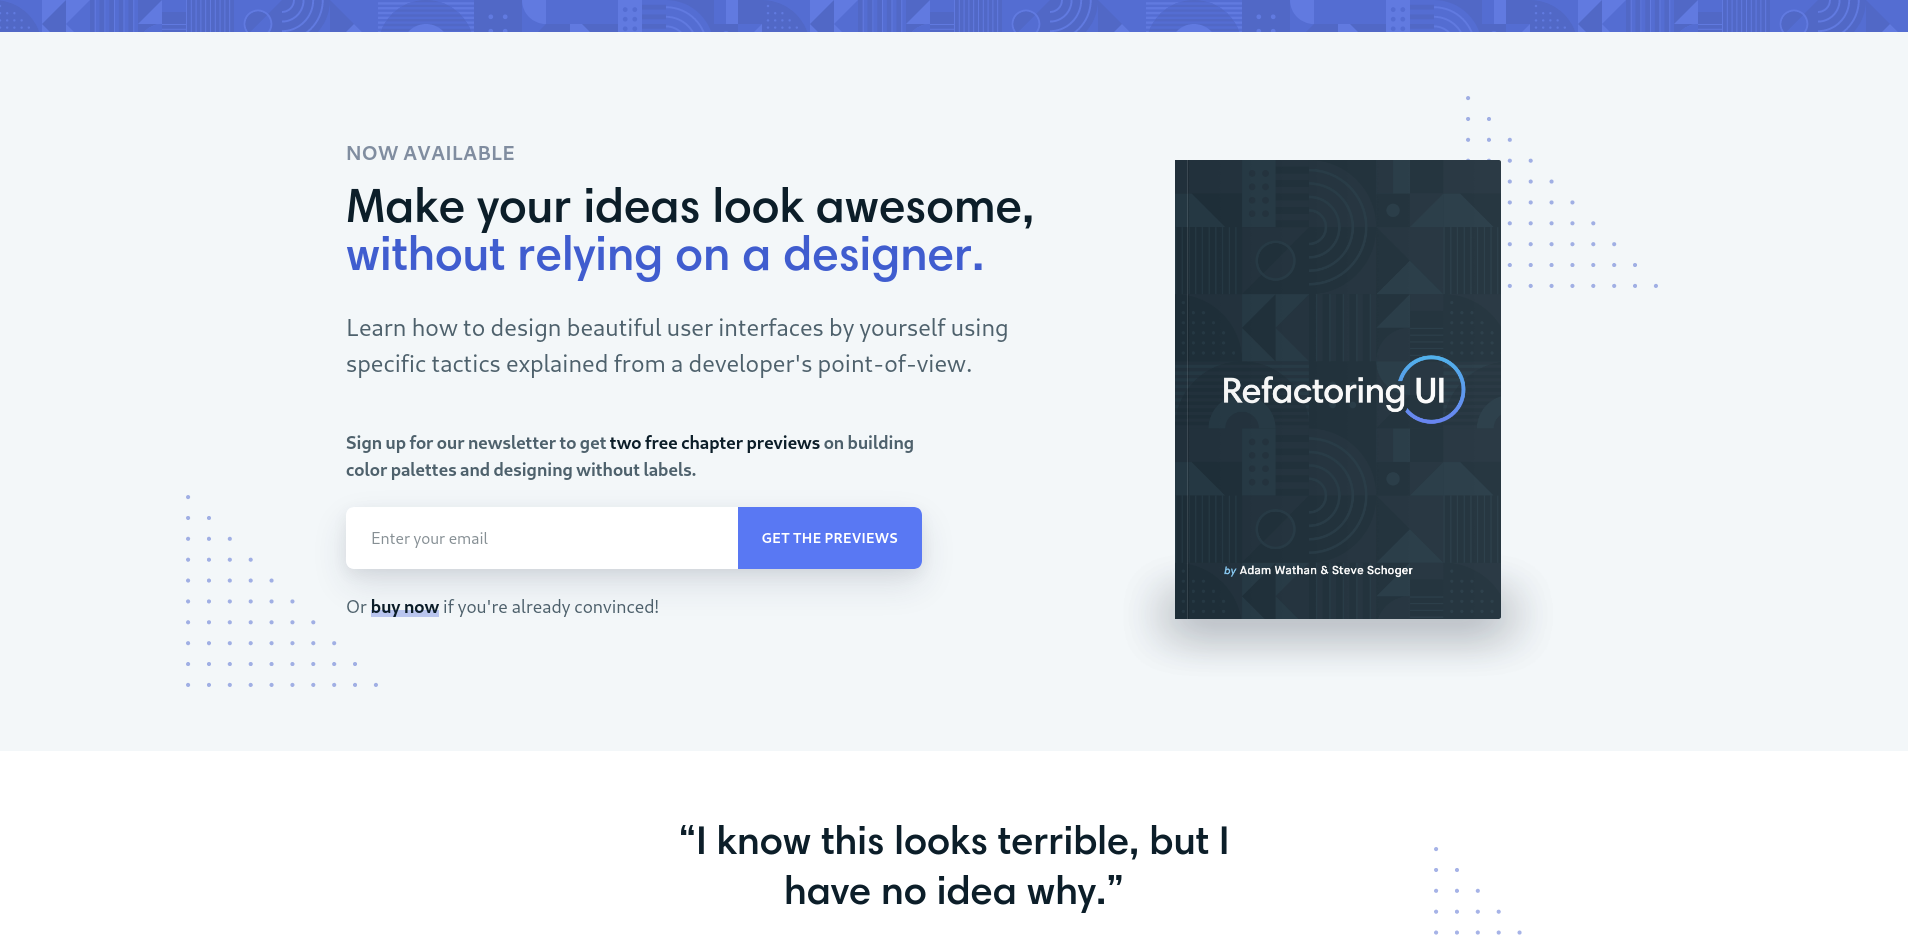 NOW AVAILABLE
Make your ideas look awesome,
without relying on a designer.
Learn how to design beautiful user interfaces by yourself using
specific tactics explained from a developer's point-of-view.
Sign up for our newsletter to get two free chapter previews on building
color palettes and designing without labels.
Enter your email
GET THE PREVIEWS
Or buy now if you're already convinced!
Refactoring UI
by Adam Wathan & Steve Schoger
“I know this looks terrible, but I
have no idea why.”